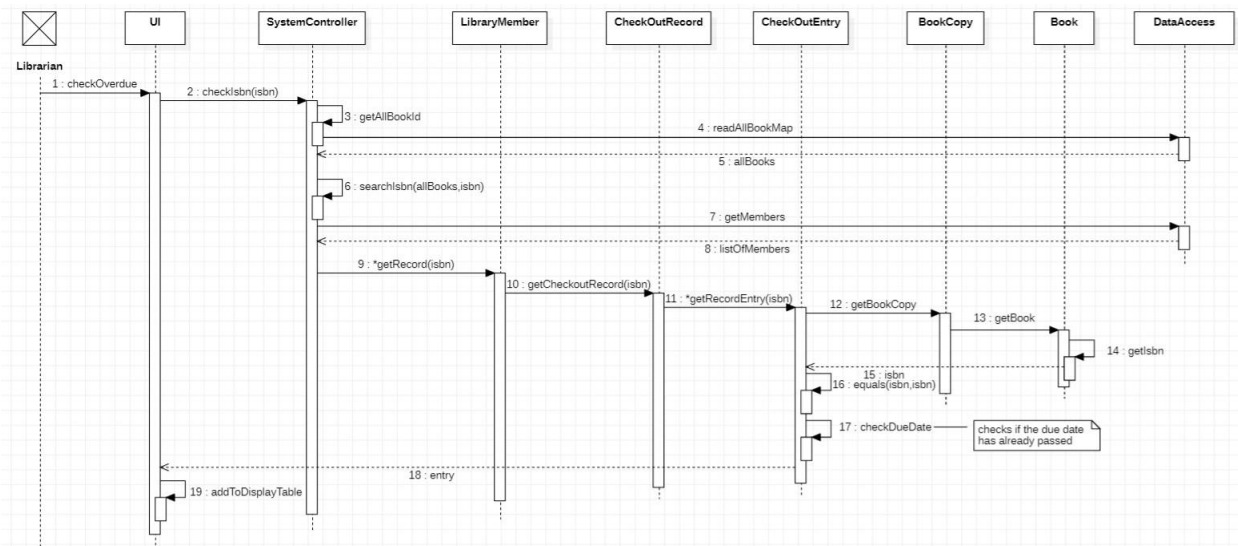 UI
SystemController
LibraryMember
CheckOutRecord
CheckOutEntry
BookCopy
Book
DataAccess
Librarian
1 : checkOverdue
2 : checkIsbn(isbn)
3 : getAllBookId
4 : readAllBookMap
5 : allBooks
6 : searchIsbn(allBooks,isbn)
7 : getMembers
8 : listOfMembers
9 : *getRecord(isbn)
10 : getCheckoutRecord(isbn)
11 : *getRecordEntry(isbn)
12 : getBookCopy
13 : getBook
14 : getIsbn
15 : isbn
16 : equals(isbn,isbn)
17 : checkDueDate
checks if the due date
has already passed
18 : entry
19 : addToDisplayTable